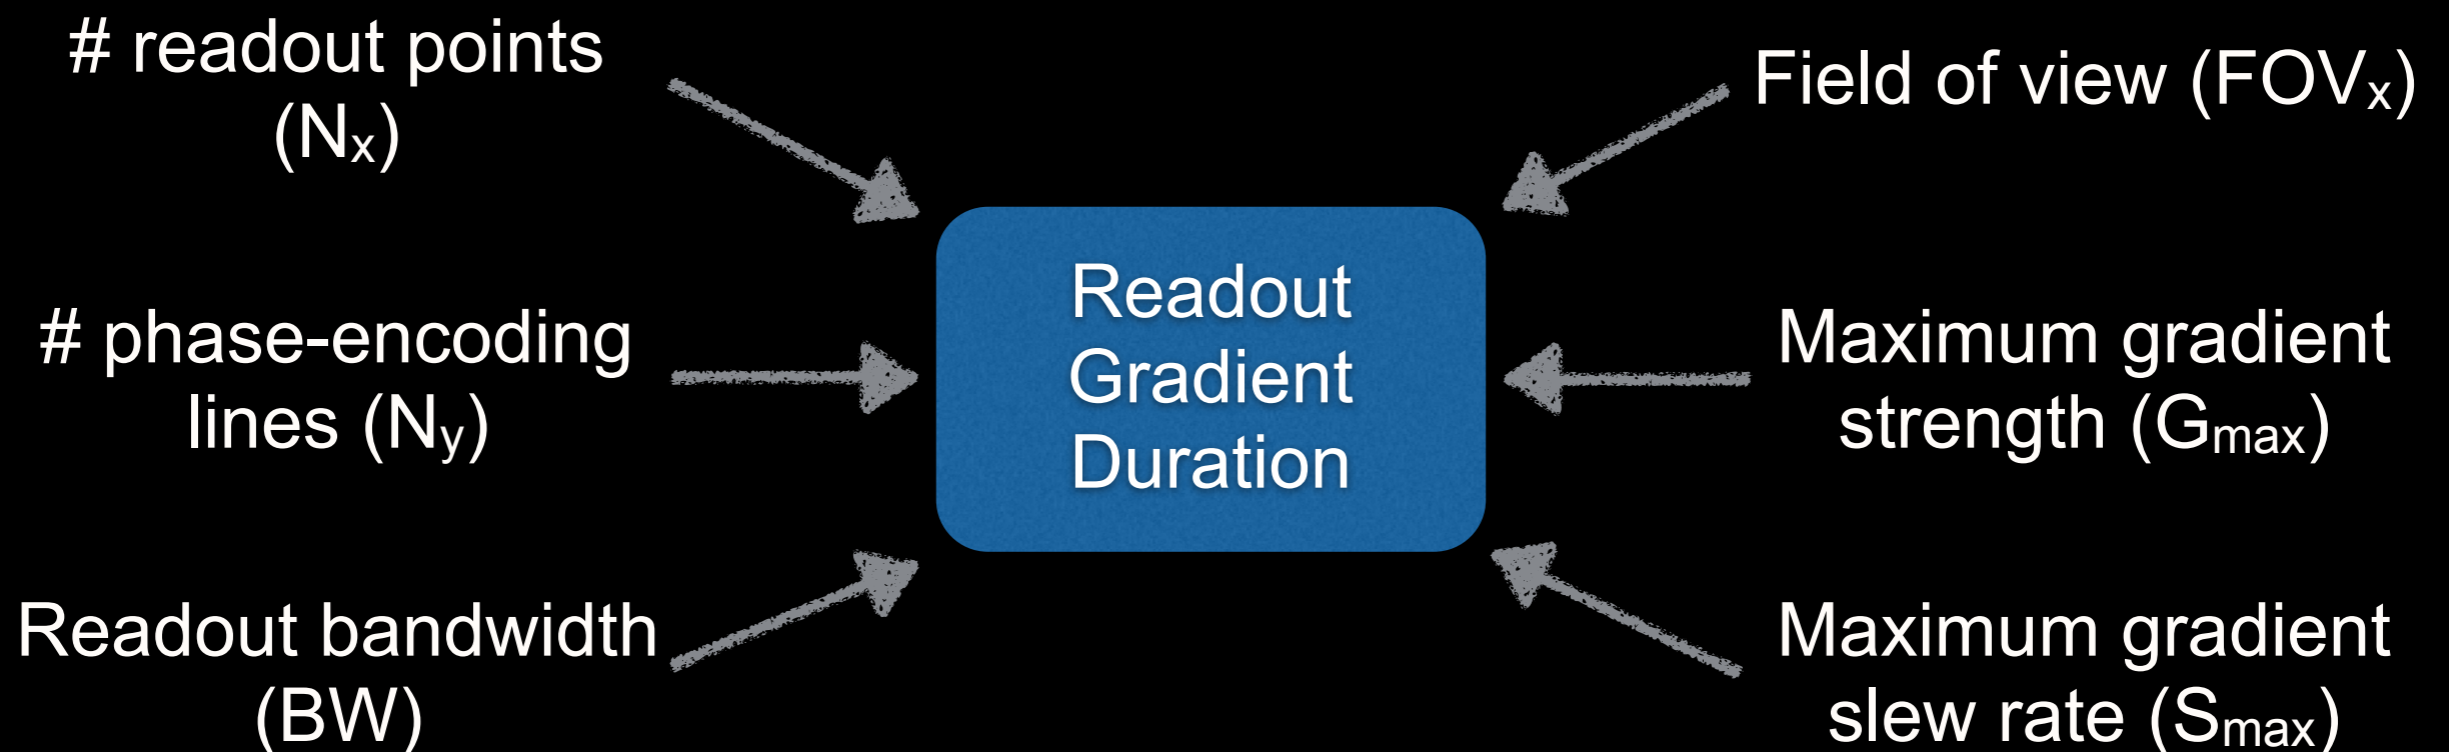 # readout points
(Nx)
# phase-encoding
lines (Ny)
Readout bandwidth
(BW)
Readout
Gradient
Duration
Field of view (FOVx)
Maximum gradient
strength (Gmax)
Maximum gradient
slew rate (Smax)